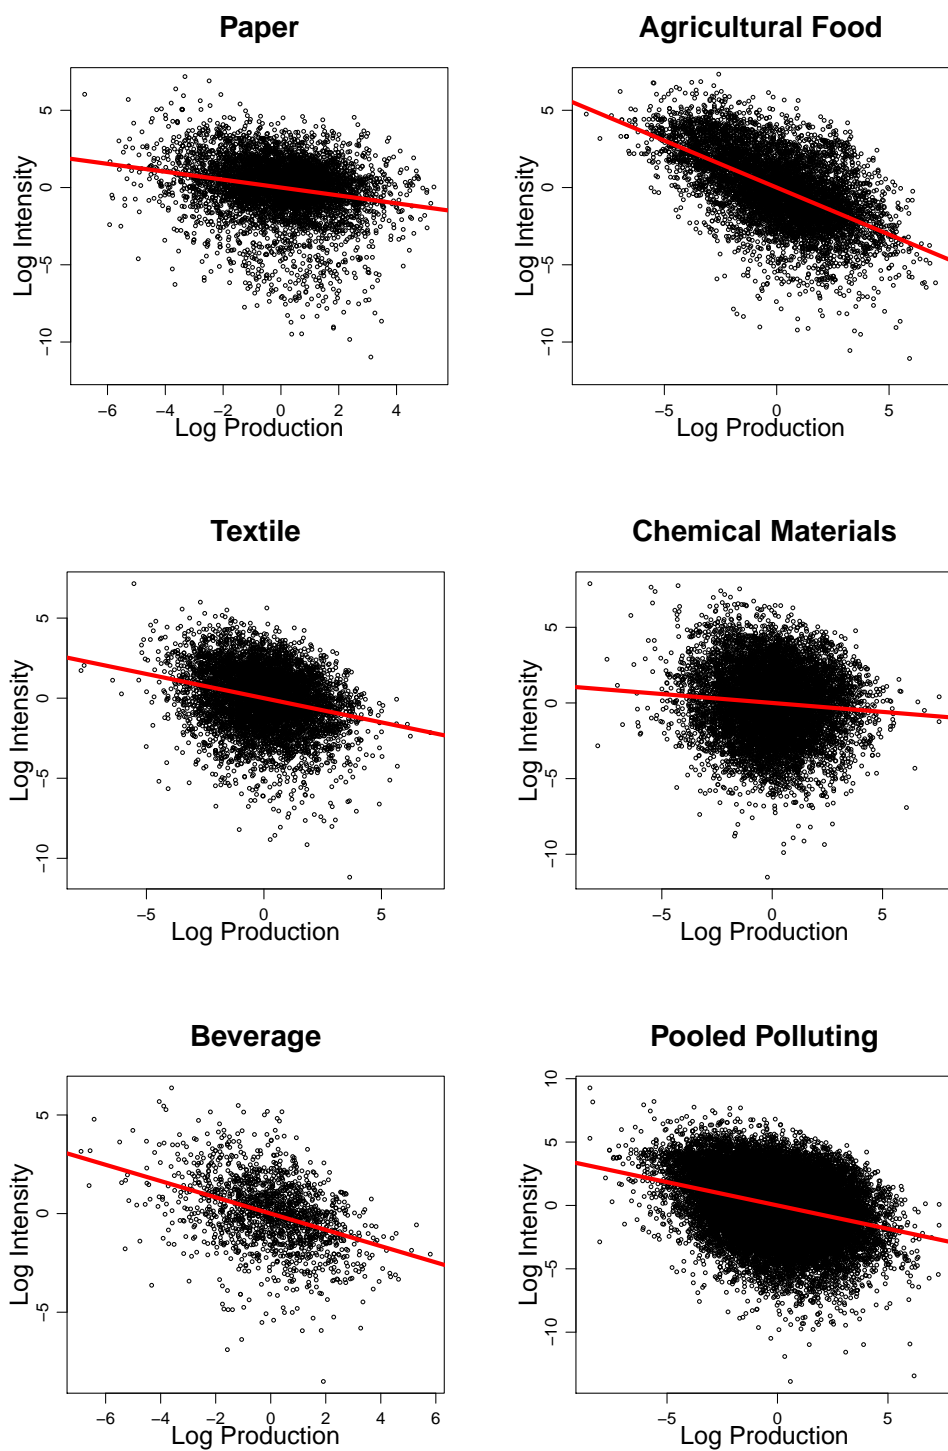 Paper
Agricultural Food
Log Intensity
5
0
−5
−10
−6
−4
−2
0
2
4
Log Production
Log Intensity
5
0
−5
−10
−5
0
5
Log Production
Textile
Chemical Materials
Log Intensity
5
0
−5
−10
−5
0
5
Log Production
Log Intensity
5
0
−5
−10
−5
0
5
Log Production
Beverage
Pooled Polluting
Log Intensity
5
0
−5
−6
−4
−2
0
2
4
6
Log Production
Log Intensity
10
5
0
−5
−10
−5
0
5
Log Production